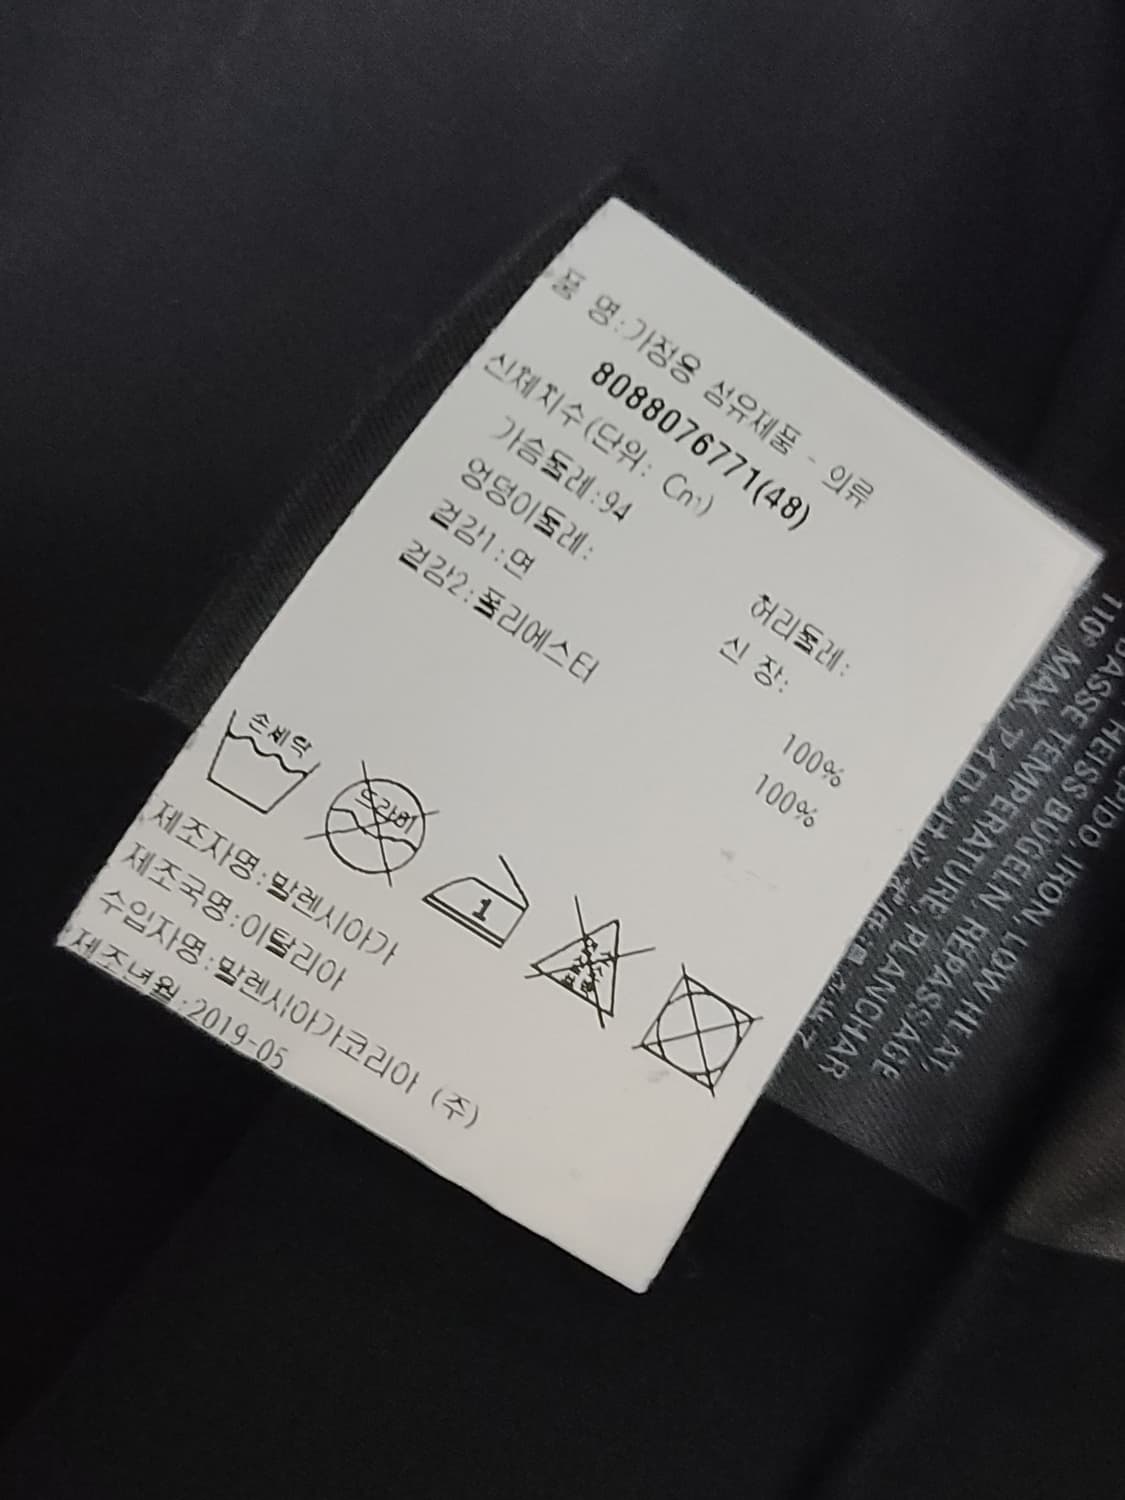 품 명:가정용 섬유제품 - 의류
8088076771(48)
신체치수(단위: Cm)
가슴둘레:94 허리둘레:
엉덩이둘레: 신 장:
겉감1:면 100%
겉감2:폴리에스터 100%
손세탁
드라이
1
제조자명:발렌시아가
제조국명:이탈리아
수입자명:발렌시아가코리아 (주)
제조년월:2019-05
IRON, LOW HEAT,
HEISS BUGELN, REPASSAGE
BASSE TEMPERATURE, PLANCHAR
110° MAX